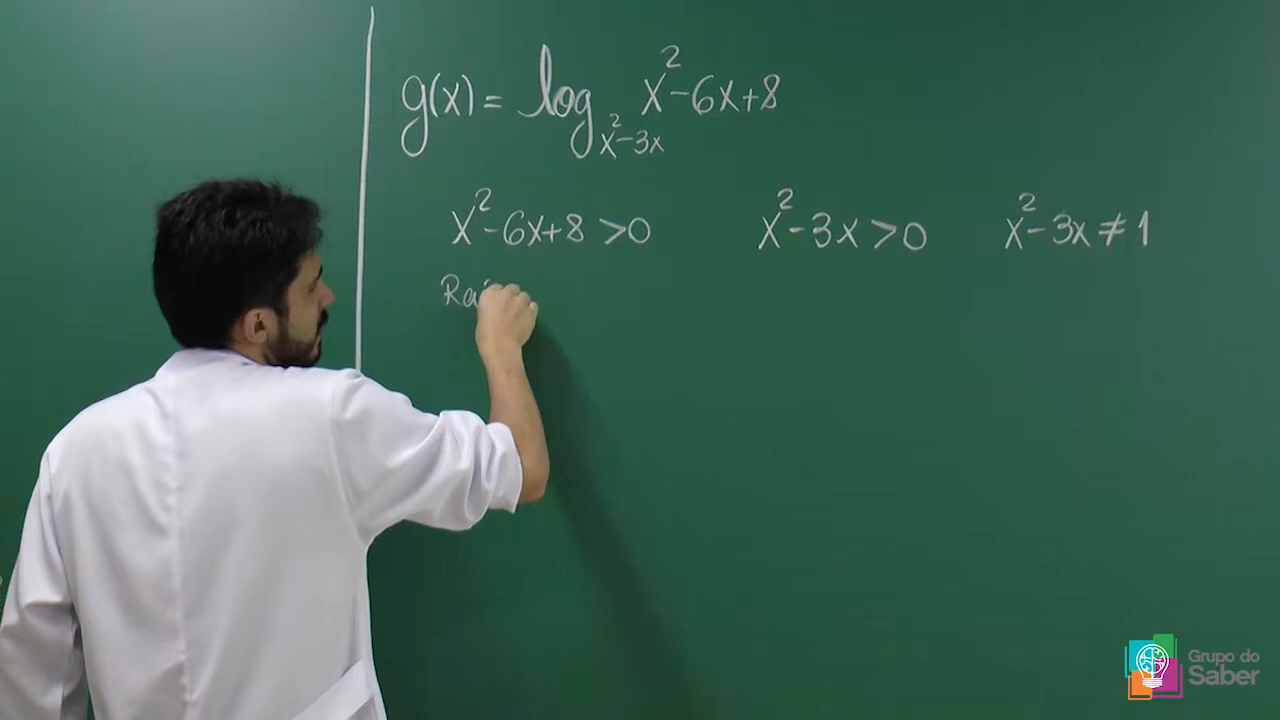 g(x) = log_{x²-3x} x²-6x+8
x²-6x+8 >0 x²-3x >0 x²-3x ≠ 1
Grupo do
Saber